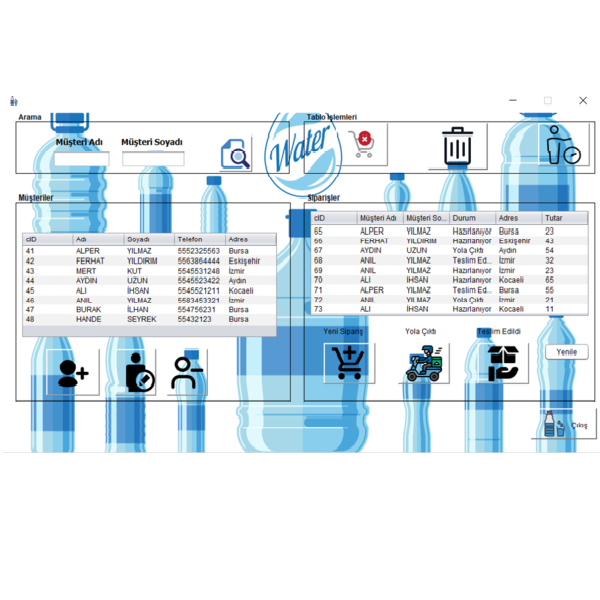 Arama
Tablo İşlemleri
Müşteri Adı Müşteri Soyadı
Water
Müşteriler
Siparişler
cID Adı Soyadı Telefon Adres
41 ALPER YILMAZ 5552325563 Bursa
42 FERHAT YILDIRIM 5563864444 Eskişehir
43 MERT KUT 5545531248 İzmir
44 AYDIN UZUN 5545523422 Aydın
45 ALİ İHSAN 5545521211 Kocaeli
46 ANIL YILMAZ 5583453321 İzmir
47 BURAK İLHAN 554756231 Bursa
48 HANDE SEYREK 55432123 Bursa
cID Müşteri Adı Müşteri So... Durum Adres Tutar
65 ALPER YILMAZ Hazırlanıyor Bursa 23
66 FERHAT YILDIRIM Hazırlanıyor Eskişehir 43
67 AYDIN UZUN Yola Çıktı Aydın 54
68 ANIL YILMAZ Teslim Ed... İzmir 32
69 ANIL YILMAZ Hazırlanıyor İzmir 23
70 ALİ İHSAN Hazırlanıyor Kocaeli 65
71 ALPER YILMAZ Teslim Ed... Bursa 55
72 ANIL YILMAZ Yola Çıktı İzmir 21
73 ALİ İHSAN Hazırlanıyor Kocaeli 11
Yeni Sipariş Yola Çıktı Teslim Edildi
Yenile
Çıkış